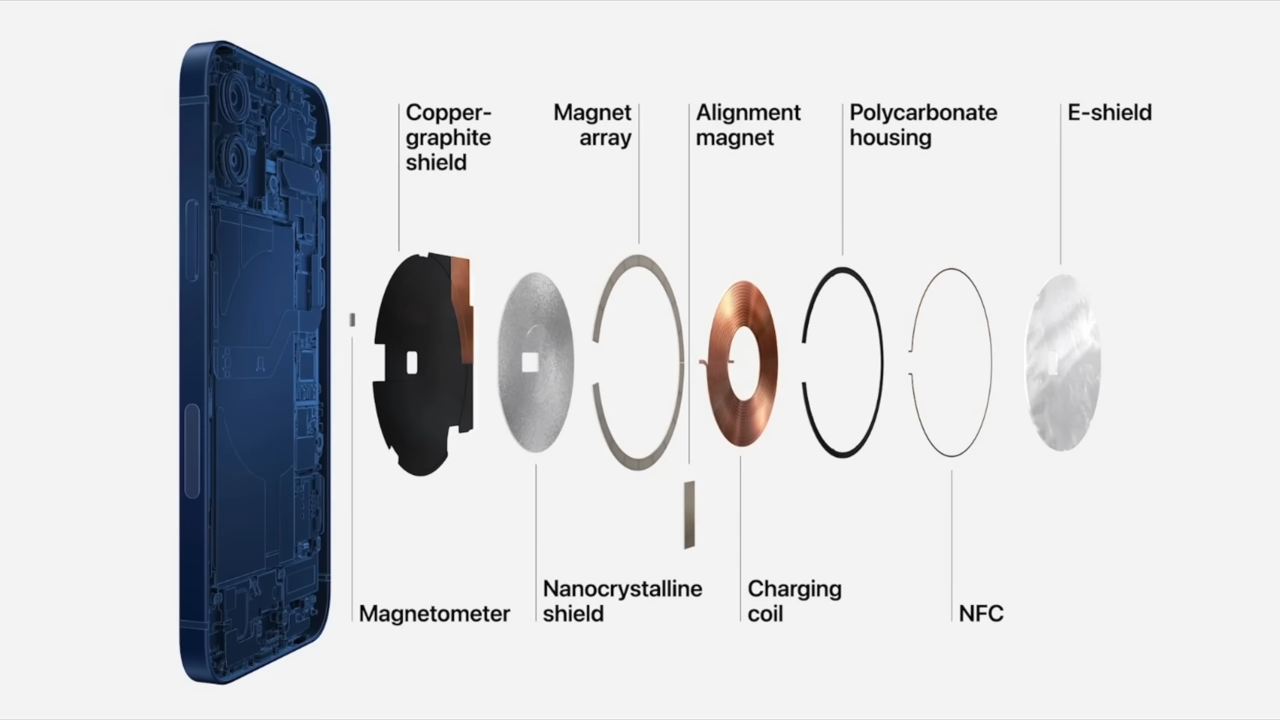 Copper-
graphite
shield
Magnet
array
Alignment
magnet
Polycarbonate
housing
E-shield
Magnetometer
Nanocrystalline
shield
Charging
coil
NFC